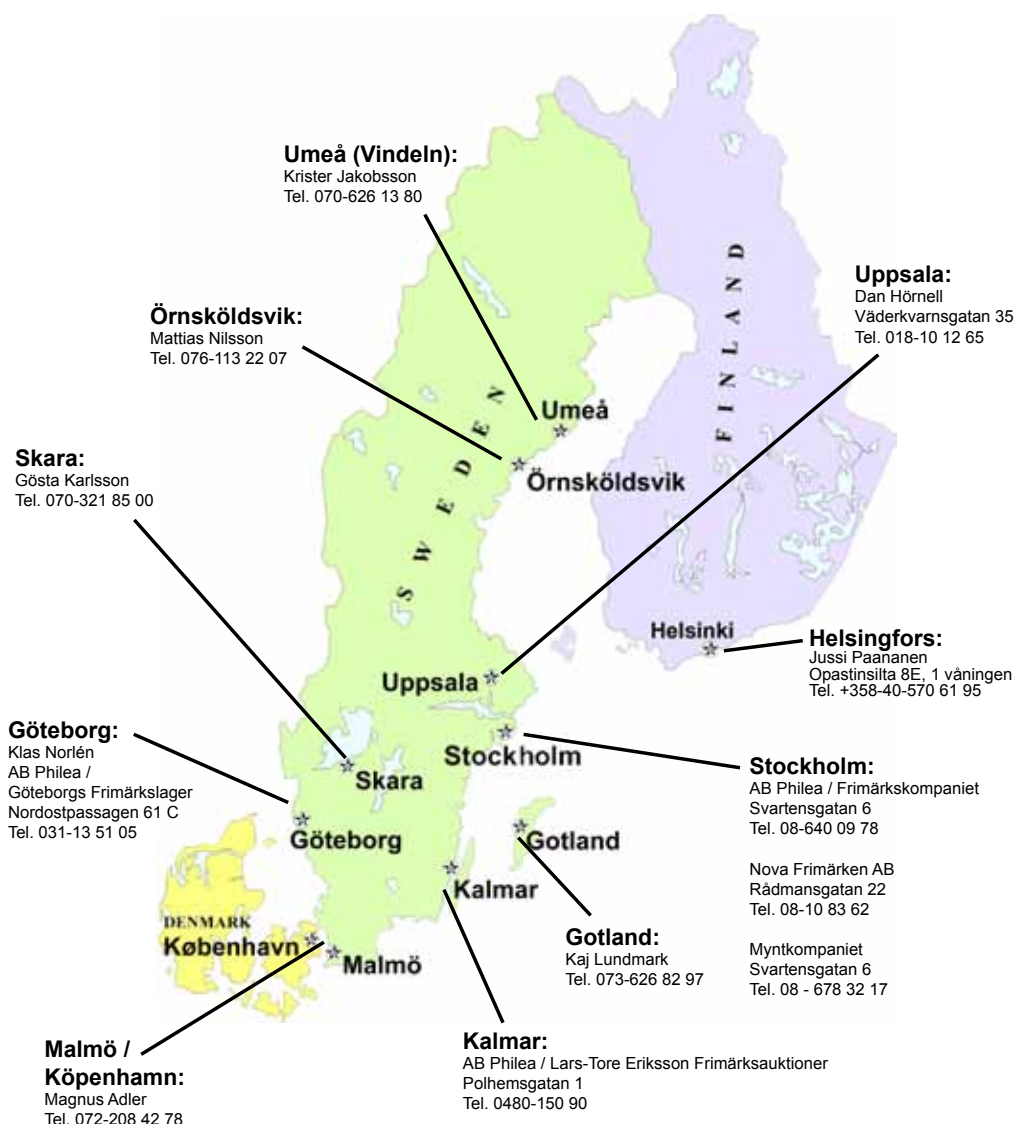 Umeå (Vindeln):
Krister Jakobsson
Tel. 070-626 13 80
Örnsköldsvik:
Mattias Nilsson
Tel. 076-113 22 07
Uppsala:
Dan Hörnell
Väderkvarnsgatan 35
Tel. 018-10 12 65
Skara:
Gösta Karlsson
Tel. 070-321 85 00
Helsingfors:
Jussi Paananen
Opastinsilta 8E, 1 våningen
Tel. +358-40-570 61 95
Göteborg:
Klas Norlén
AB Philea /
Göteborgs Frimärkslager
Nordostpassagen 61 C
Tel. 031-13 51 05
Stockholm:
AB Philea / Frimärkskompaniet
Svartensgatan 6
Tel. 08-640 09 78
Nova Frimärken AB
Rådmansgatan 22
Tel. 08-10 83 62
Myntkompaniet
Svartensgatan 6
Tel. 08 - 678 32 17
Gotland:
Kaj Lundmark
Tel. 073-626 82 97
Kalmar:
AB Philea / Lars-Tore Eriksson Frimärksauktioner
Polhemsgatan 1
Tel. 0480-150 90
Malmö /
Köpenhamn:
Magnus Adler
Tel. 072-208 42 78
SWEDEN
FINLAND
DENMARK
Umeå
Örnsköldsvik
Helsinki
Uppsala
Stockholm
Skara
Göteborg
Gotland
Kalmar
København
Malmö